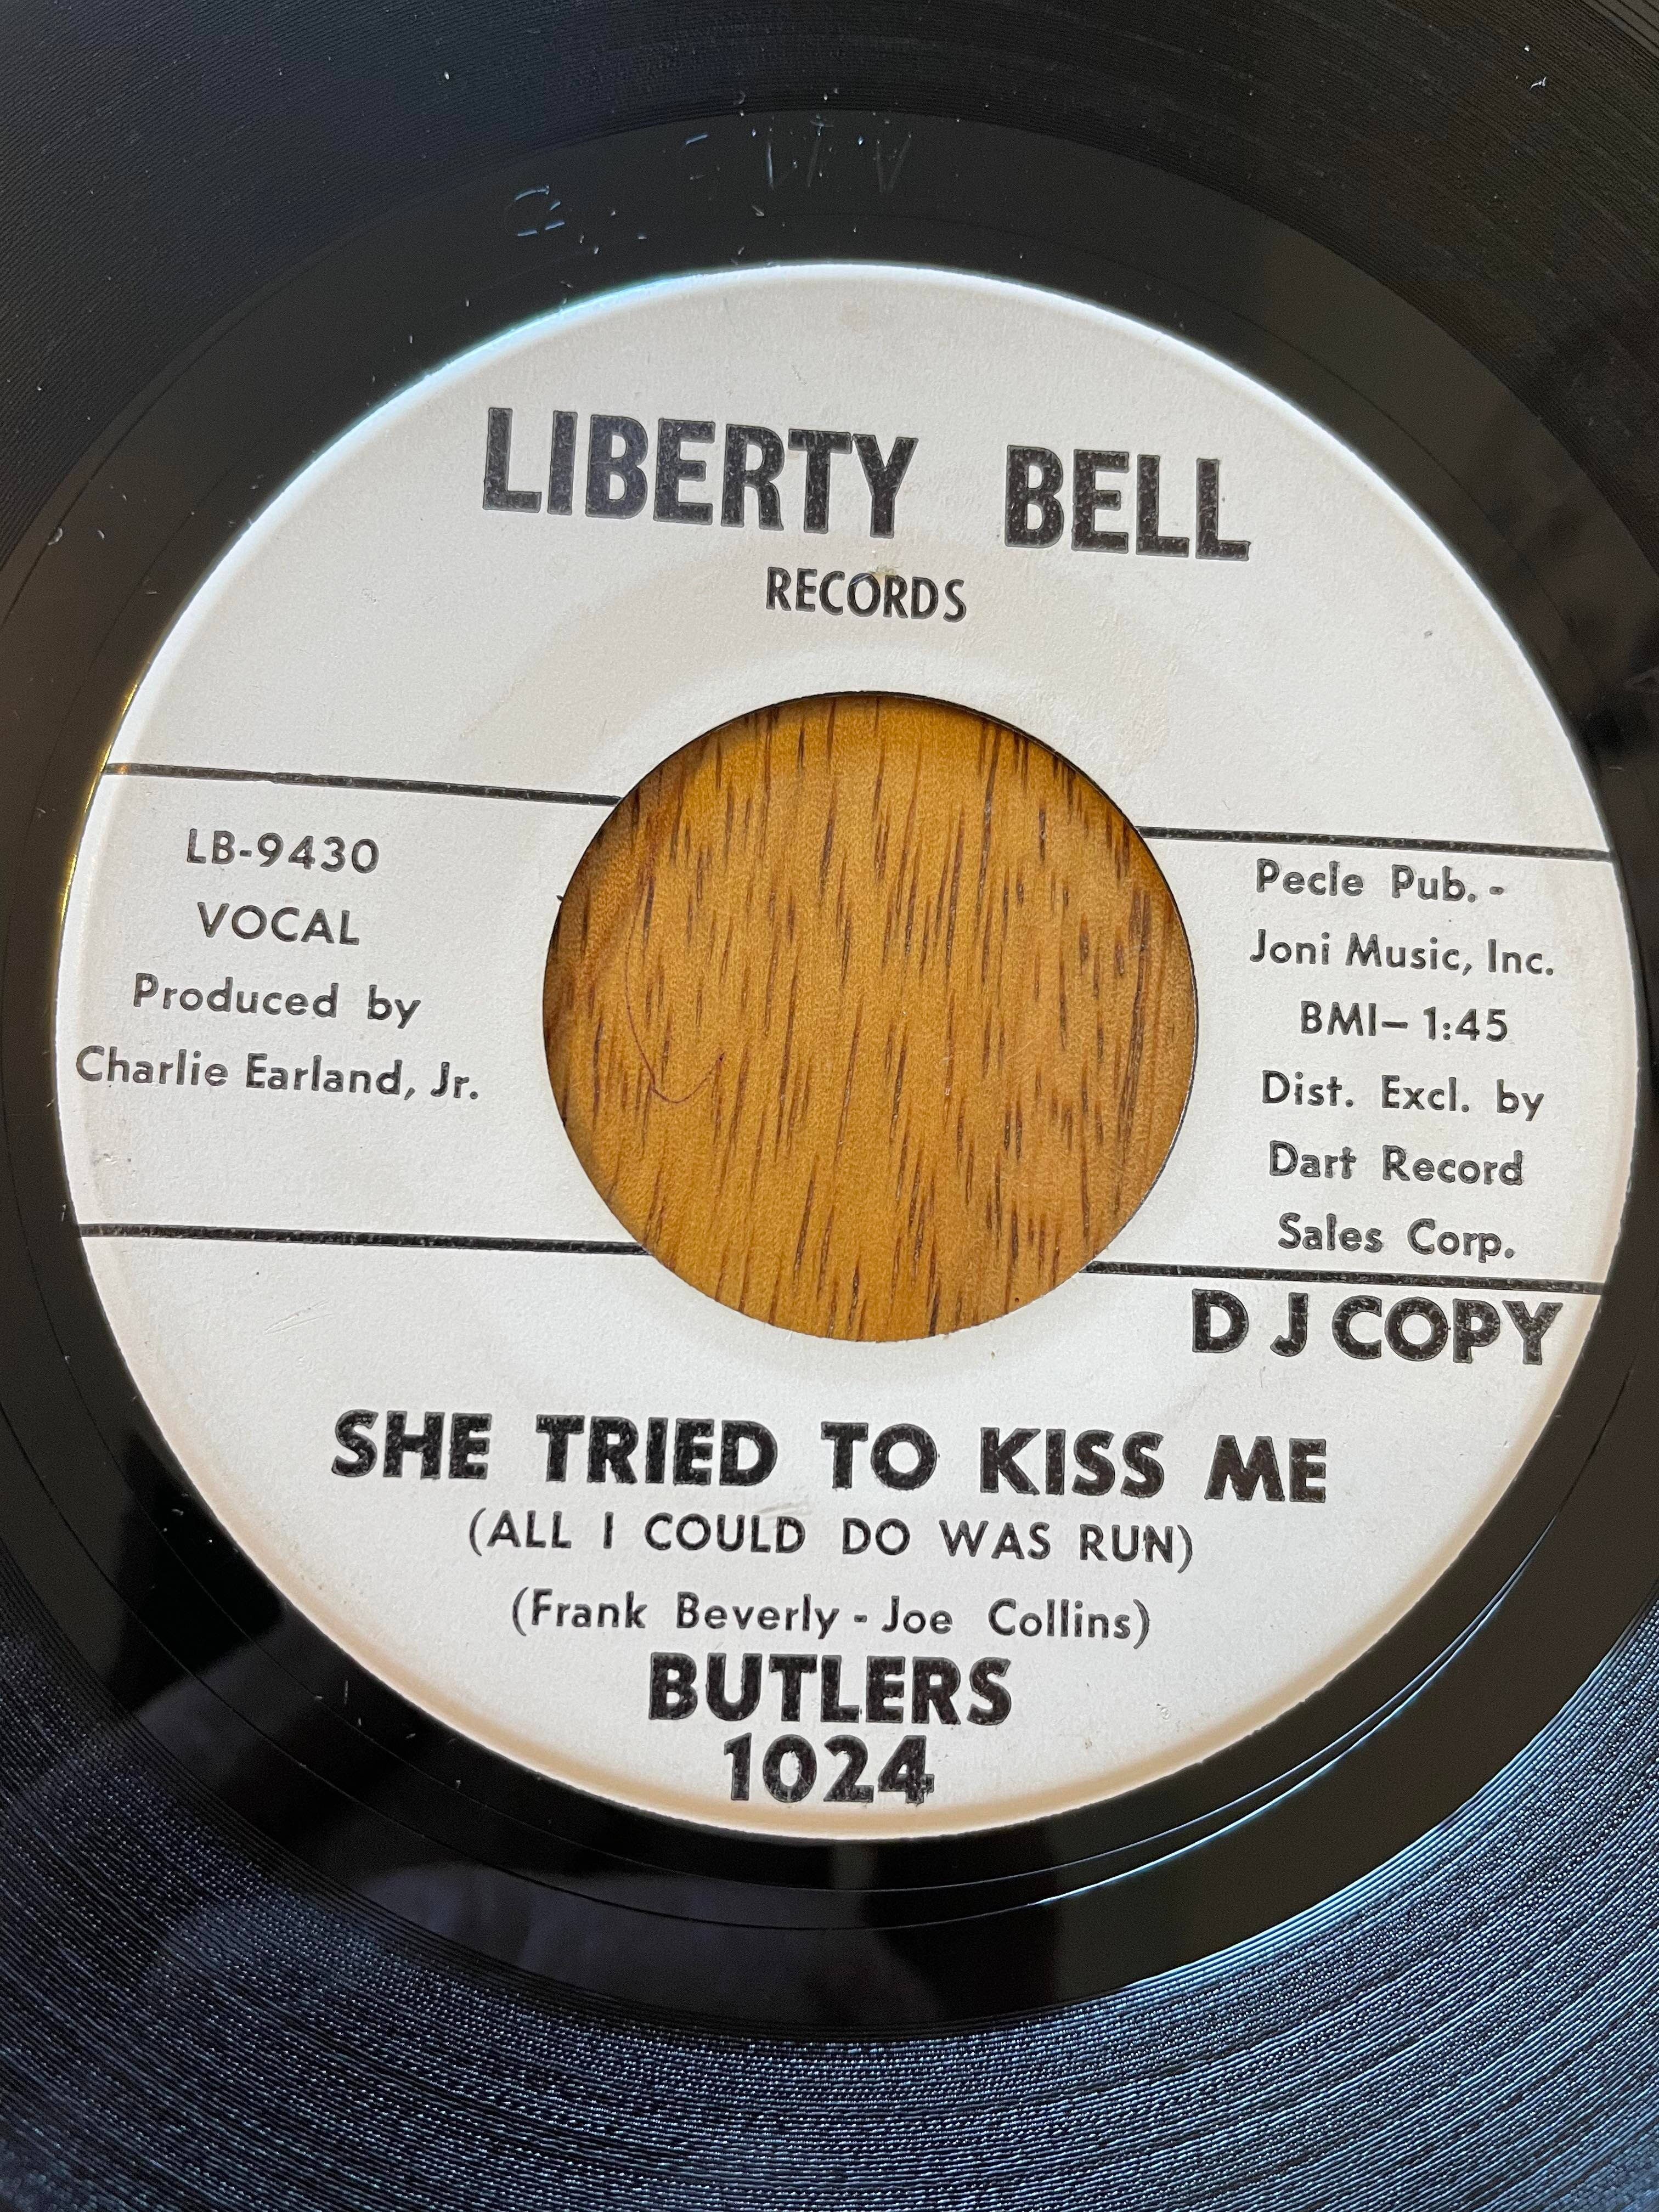 LIBERTY BELL
RECORDS
LB-9430
VOCAL
Produced by
Charlie Earland, Jr.
Pecle Pub. -
Joni Music, Inc.
BMI— 1:45
Dist. Excl. by
Dart Record
Sales Corp.
D J COPY
SHE TRIED TO KISS ME
(ALL I COULD DO WAS RUN)
(Frank Beverly - Joe Collins)
BUTLERS
1024